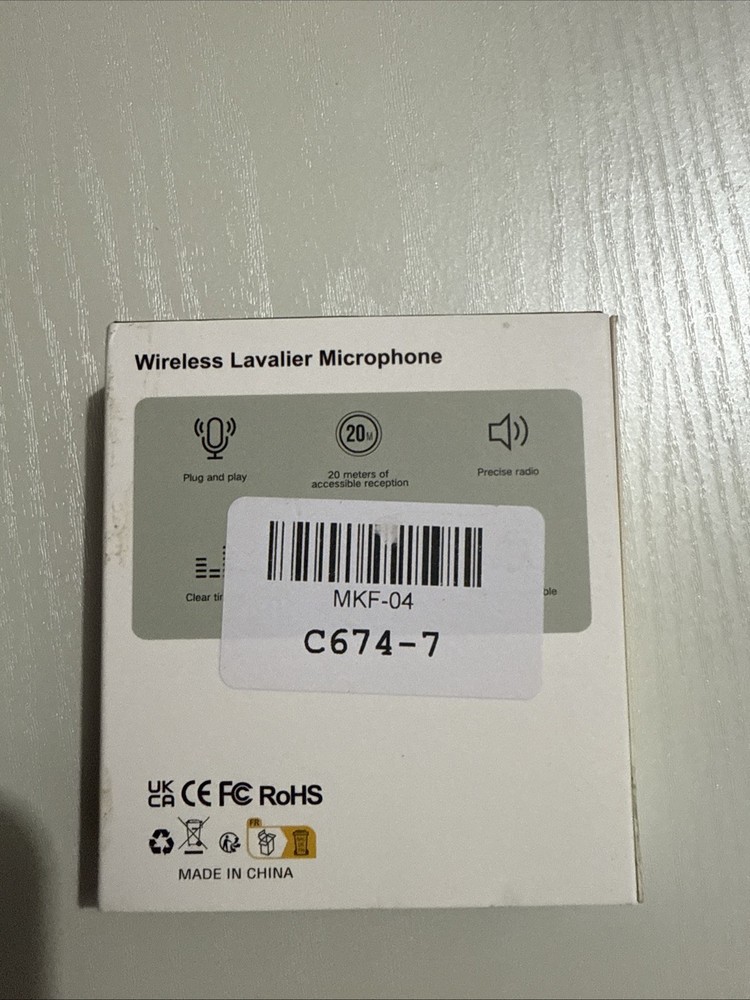 Wireless Lavalier Microphone
20M
Plug and play
20 meters of
accessible reception
Precise radio
Clear
MKF-04
C674-7
UK
CA CE FC RoHS
FR
MADE IN CHINA